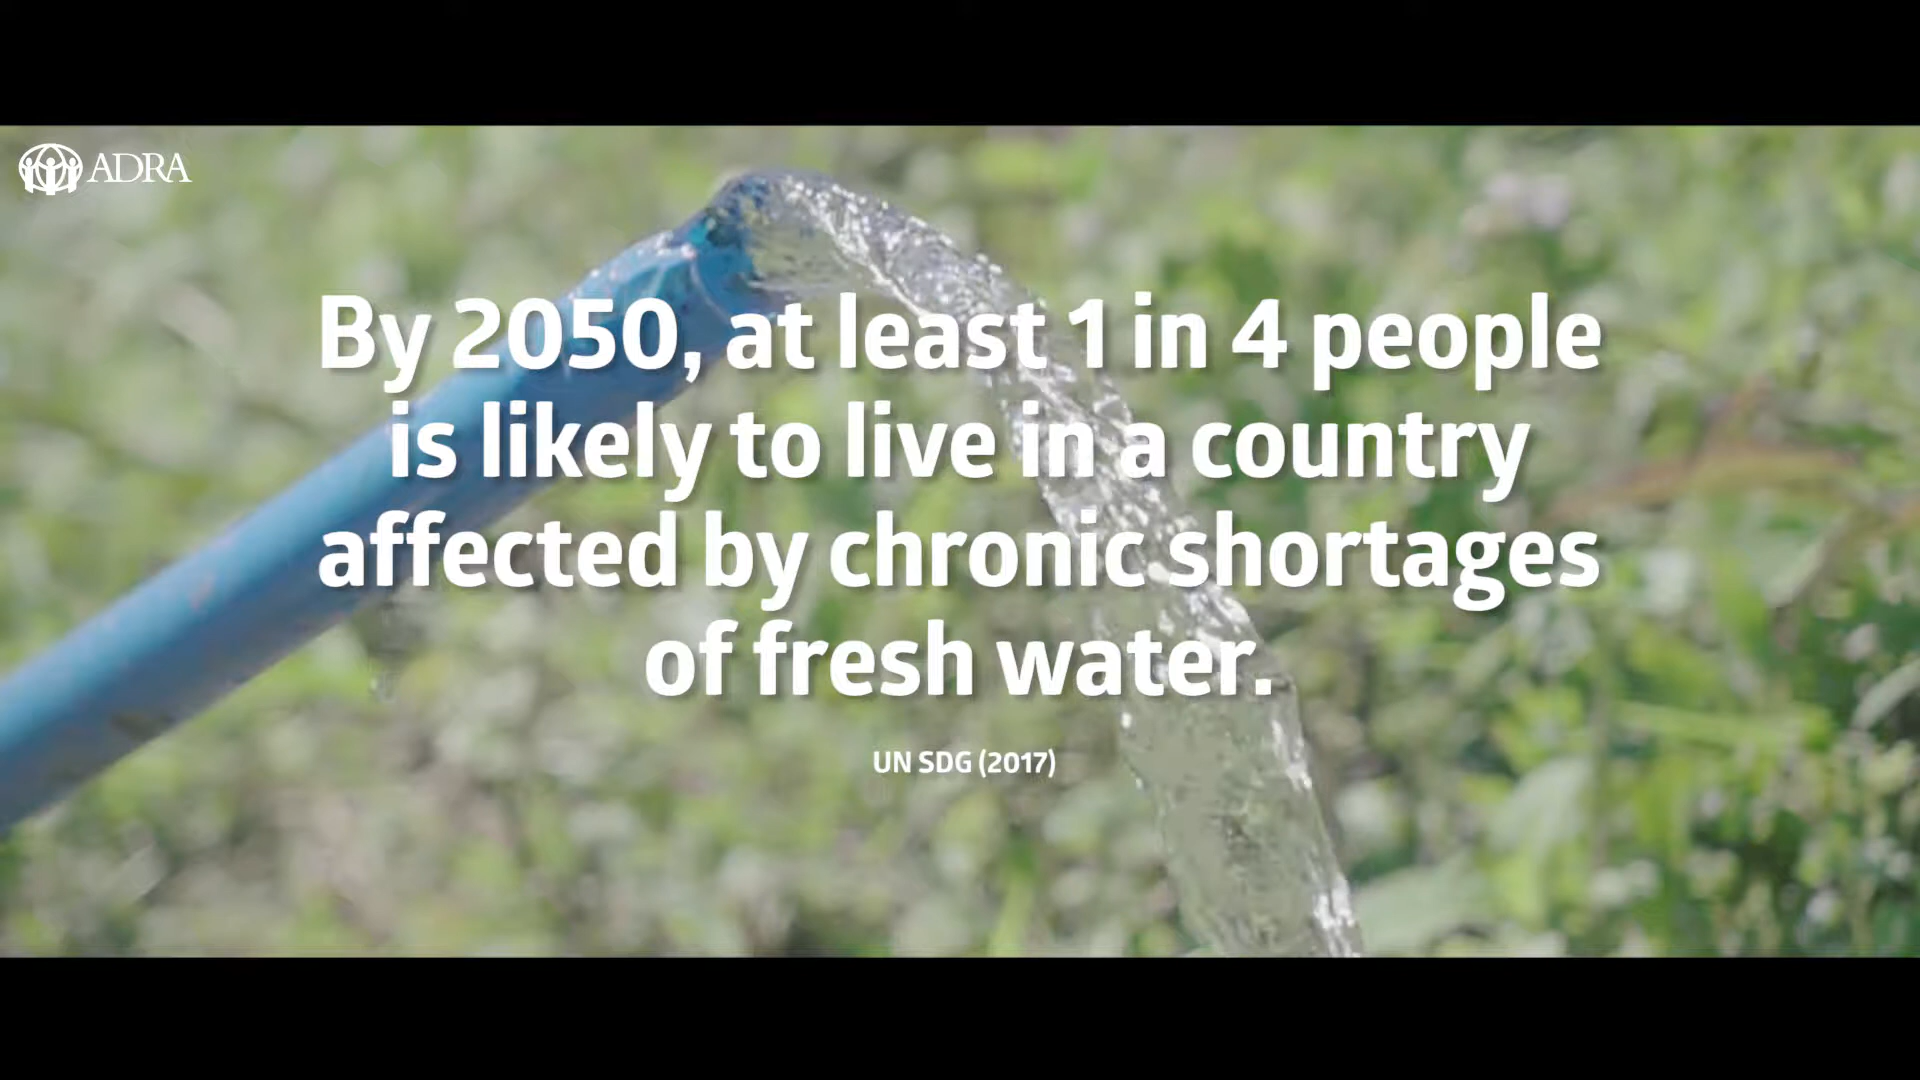 ADRA
By 2050, at least 1 in 4 people
is likely to live in a country
affected by chronic shortages
of fresh water.
UN SDG (2017)